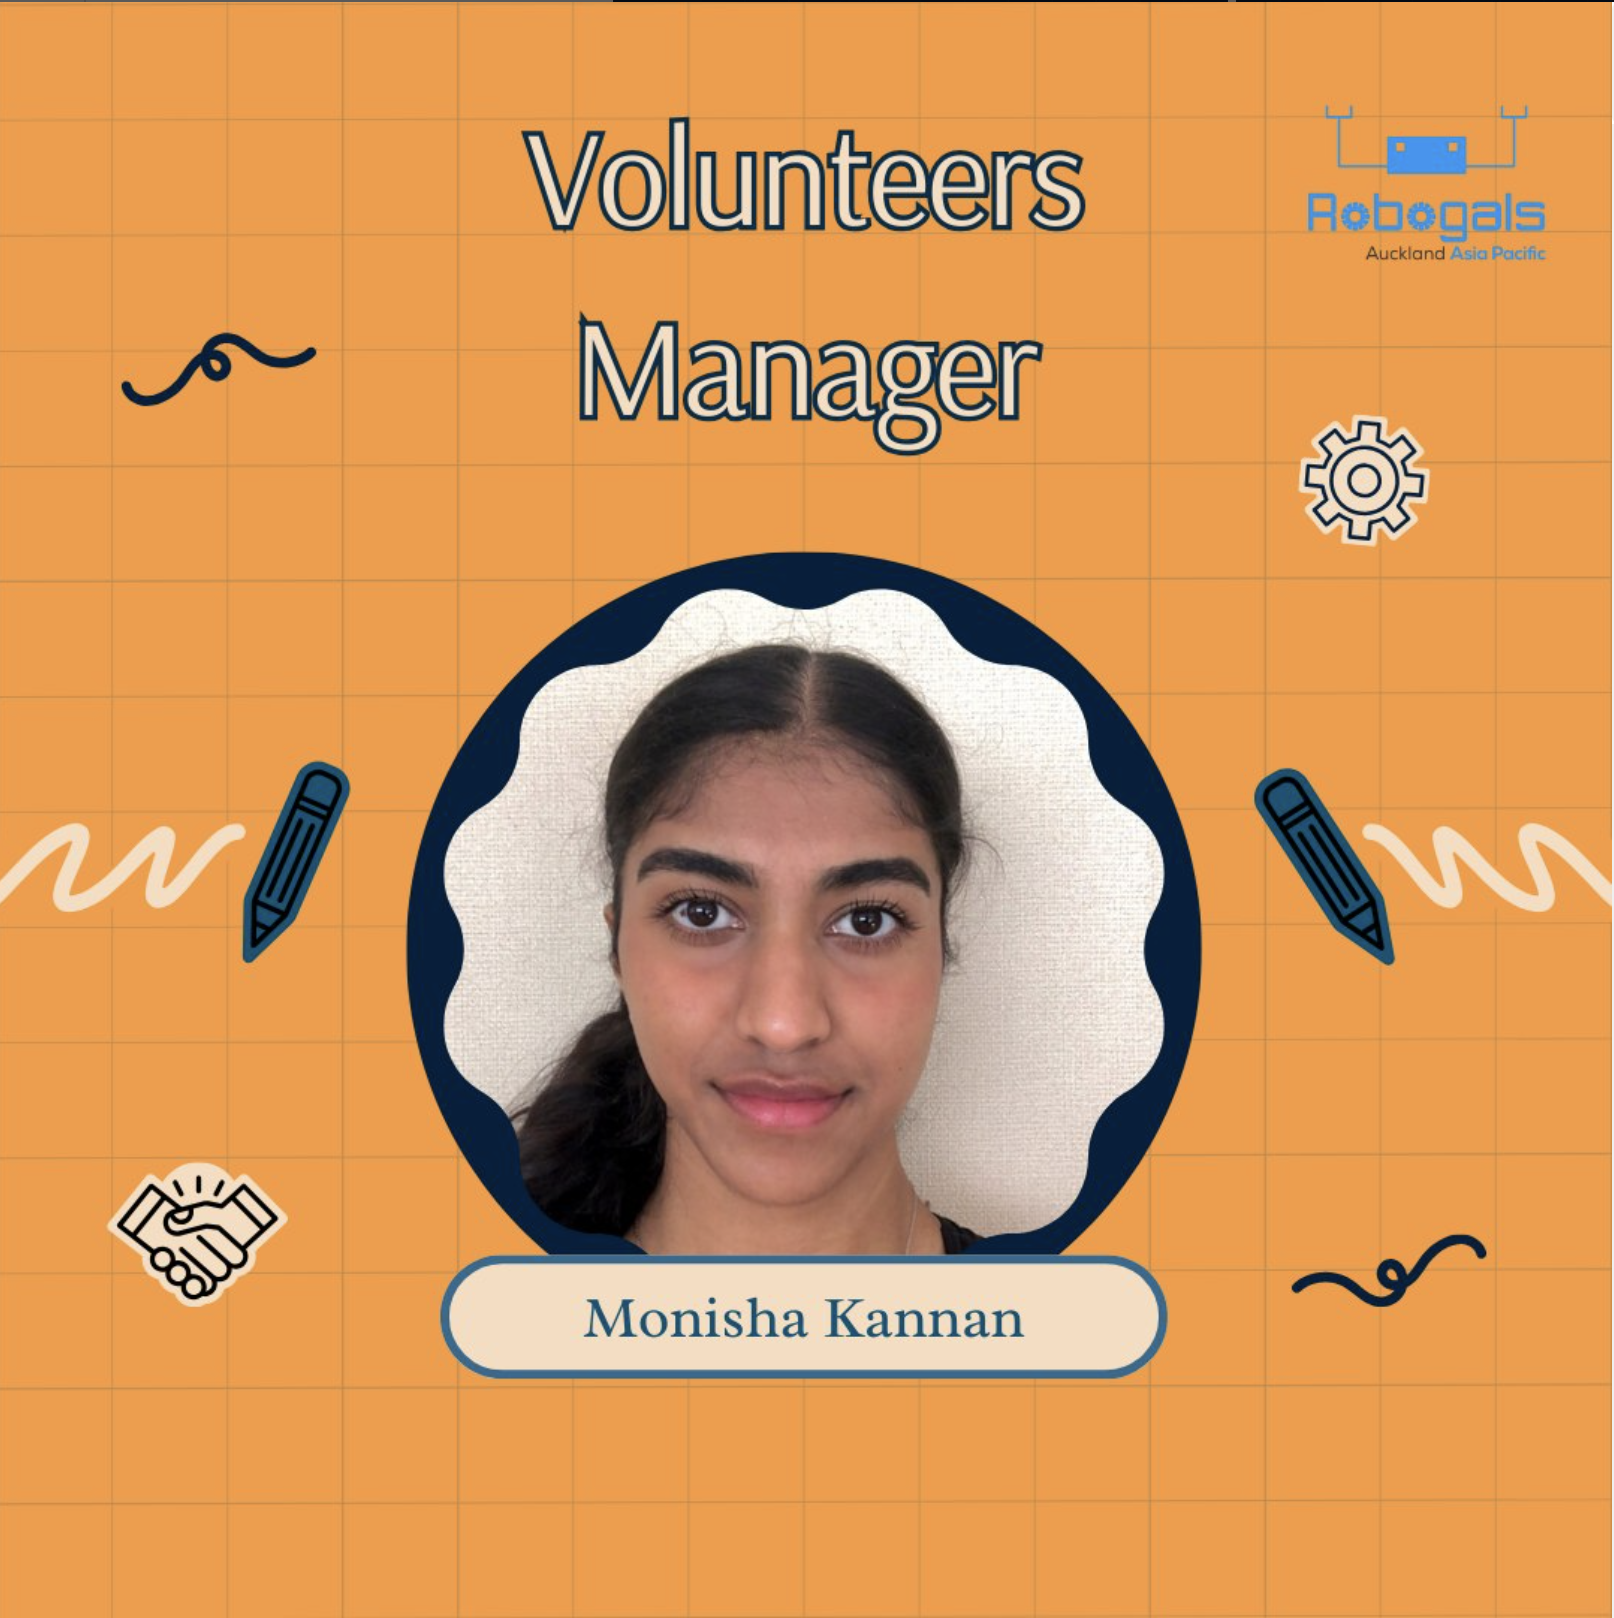 Volunteers
Manager
Robogals
Auckland Asia Pacific
Monisha Kannan